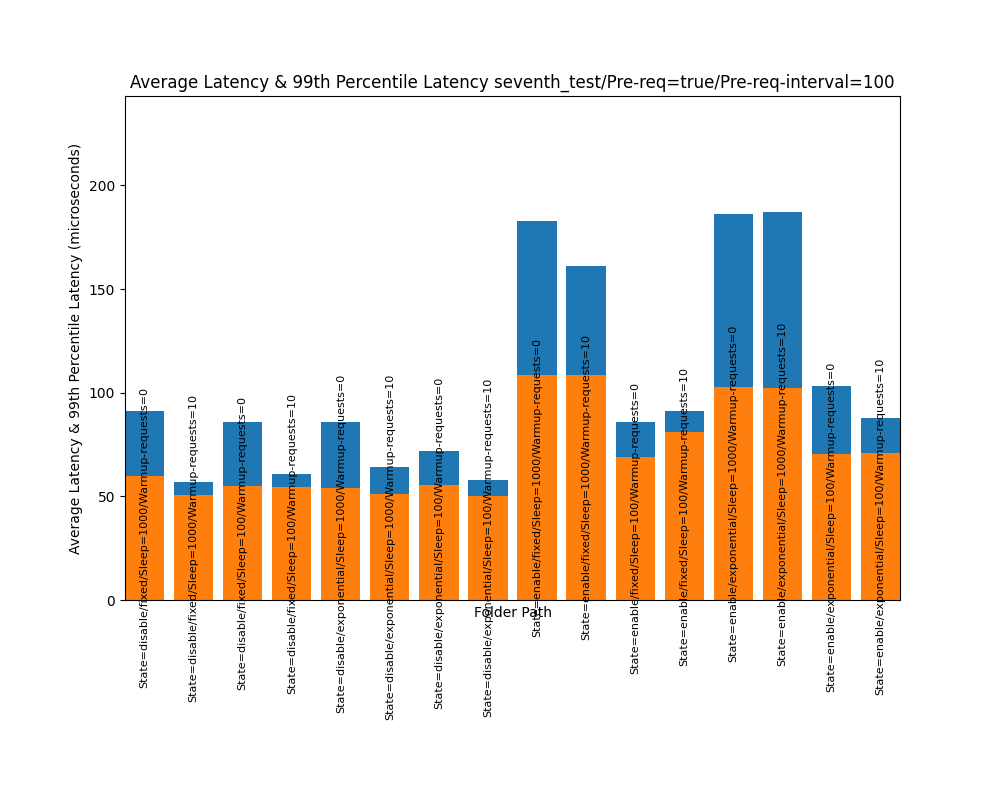 Average Latency & 99th Percentile Latency seventh_test/Pre-req=true/Pre-req-interval=100
Average Latency & 99th Percentile Latency (microseconds)
200
150
100
50
0
State=disable/fixed/Sleep=1000/Warmup-requests=0
State=disable/fixed/Sleep=1000/Warmup-requests=10
State=disable/fixed/Sleep=100/Warmup-requests=0
State=disable/fixed/Sleep=100/Warmup-requests=10
State=disable/exponential/Sleep=1000/Warmup-requests=0
State=disable/exponential/Sleep=1000/Warmup-requests=10
State=disable/exponential/Sleep=100/Warmup-requests=0
State=disable/exponential/Sleep=100/Warmup-requests=10
State=enable/fixed/Sleep=1000/Warmup-requests=0
State=enable/fixed/Sleep=1000/Warmup-requests=10
State=enable/fixed/Sleep=100/Warmup-requests=0
State=enable/fixed/Sleep=100/Warmup-requests=10
State=enable/exponential/Sleep=1000/Warmup-requests=0
State=enable/exponential/Sleep=1000/Warmup-requests=10
State=enable/exponential/Sleep=100/Warmup-requests=0
State=enable/exponential/Sleep=100/Warmup-requests=10
Folder Path